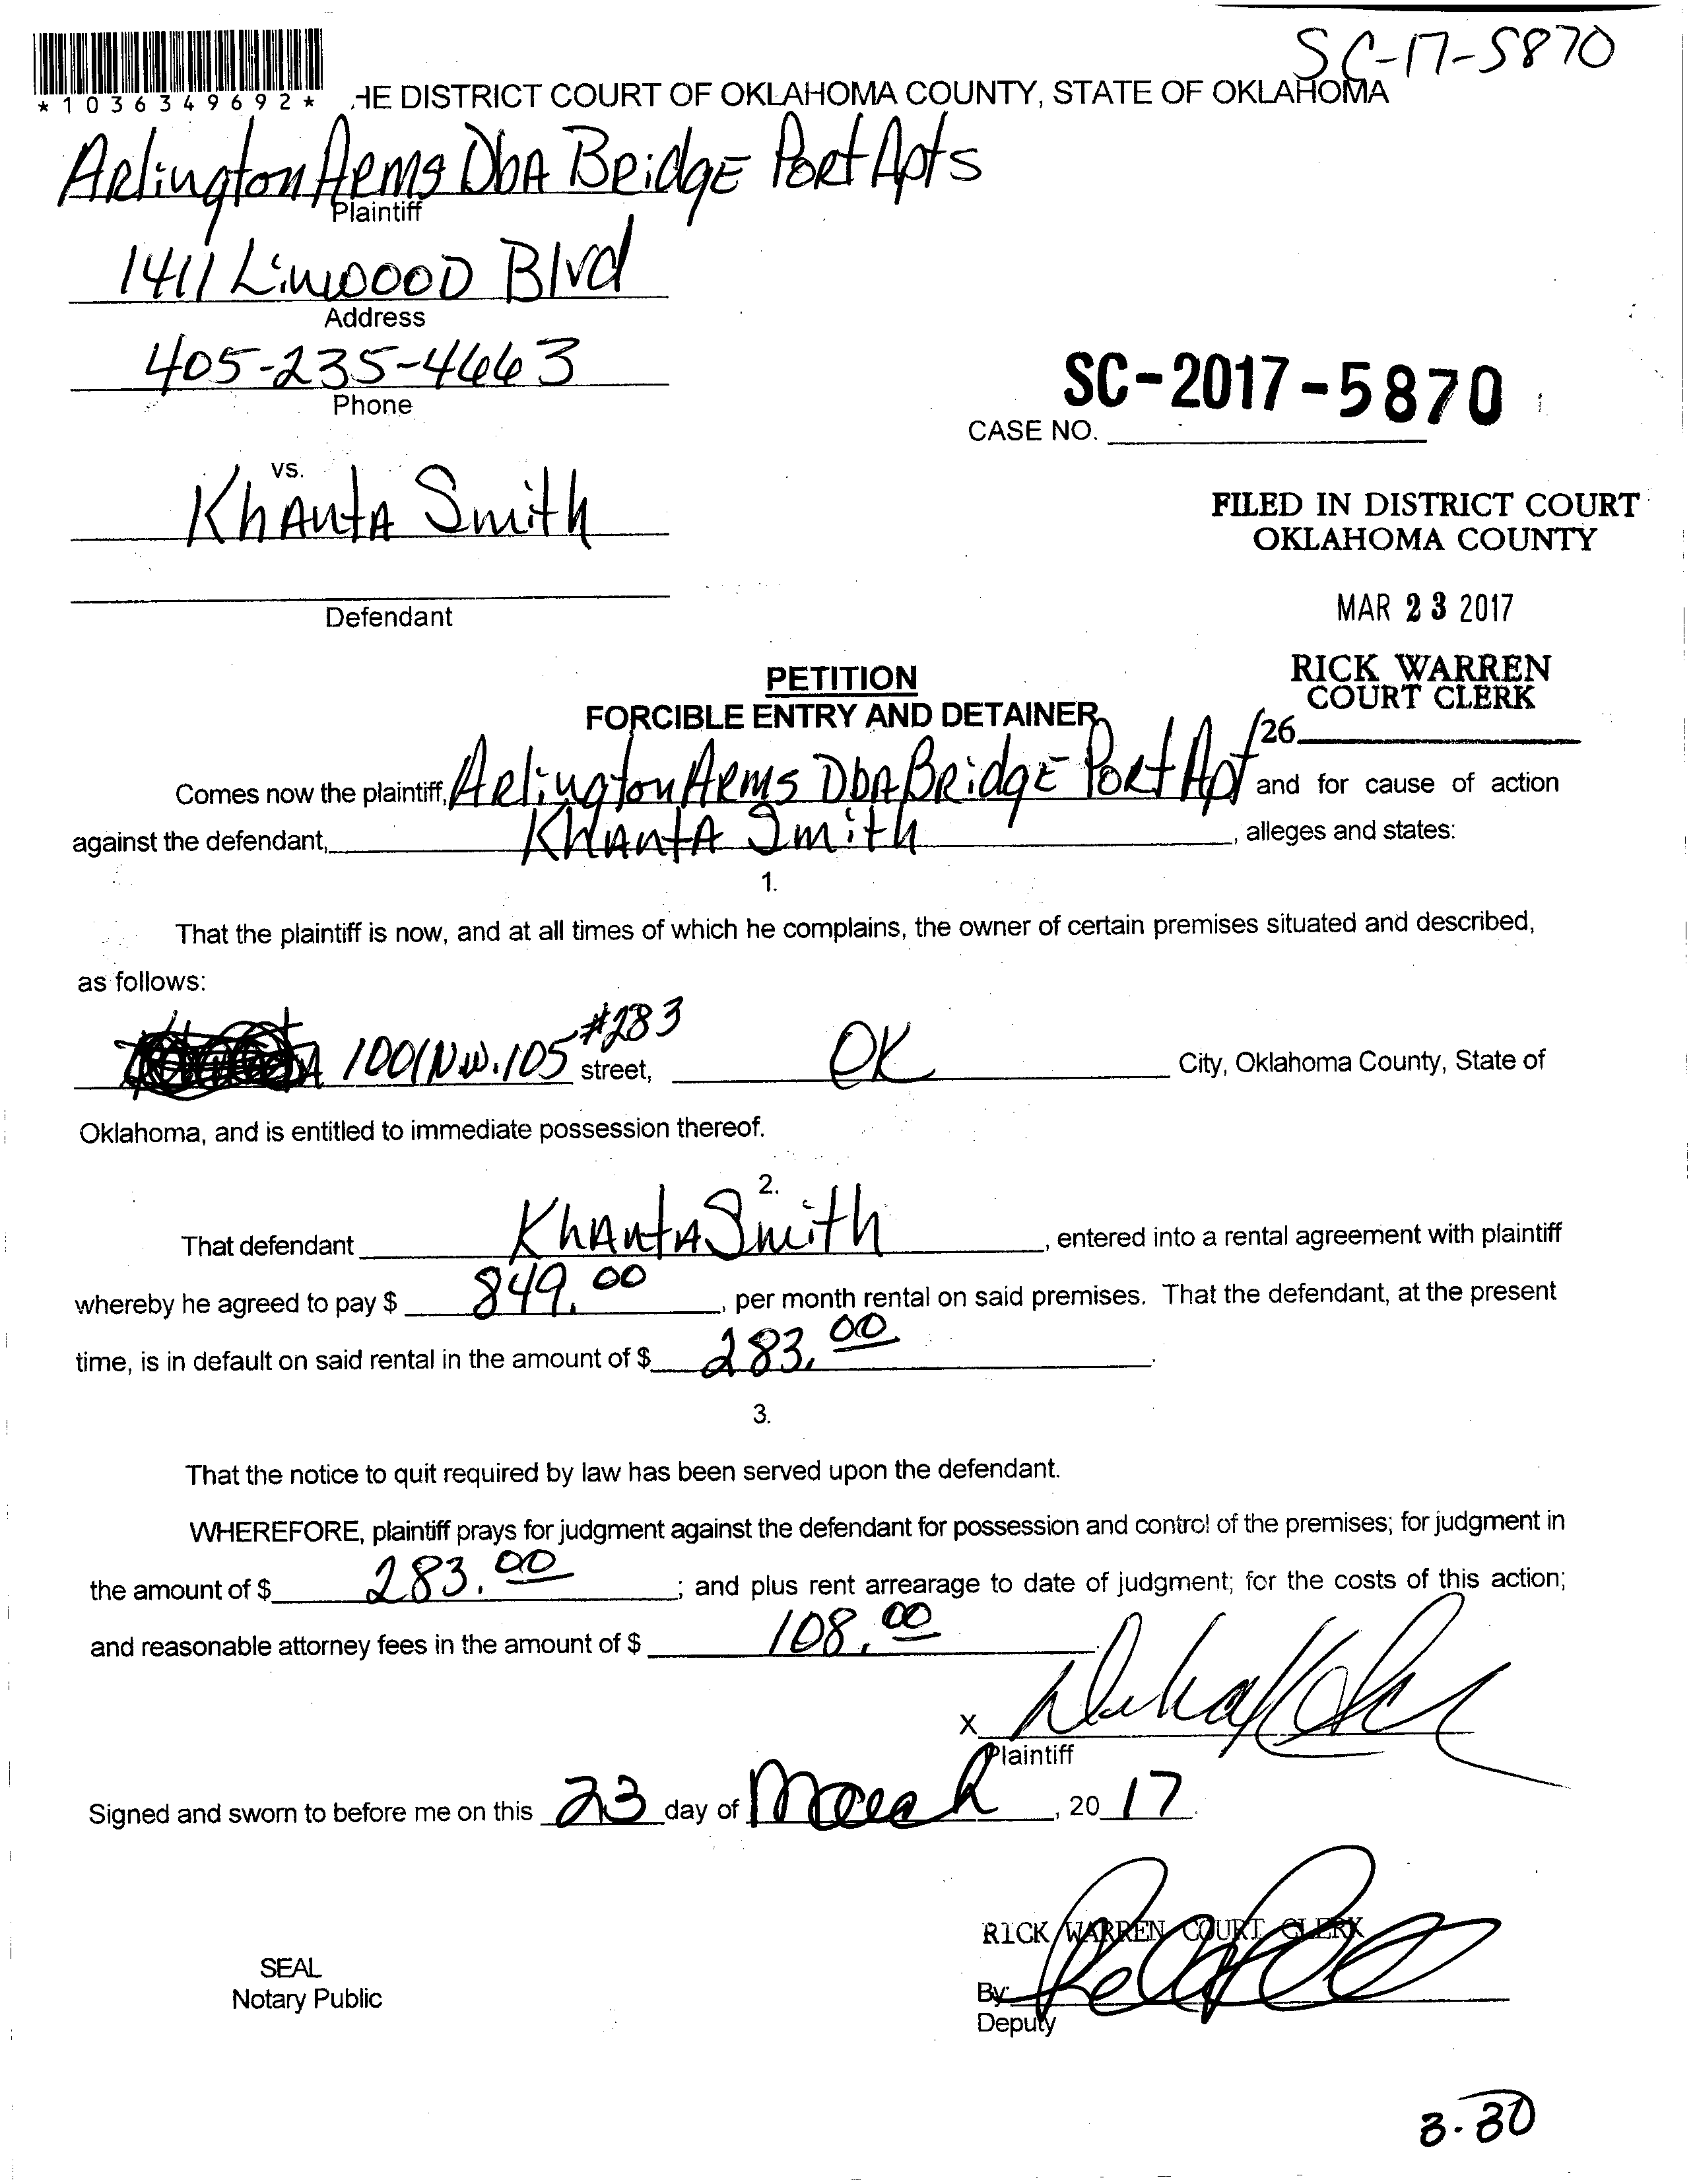 SC-17-5870
*1036349692*
HE DISTRICT COURT OF OKLAHOMA COUNTY, STATE OF OKLAHOMA
Arlington Arms DbA BridgE Port Apts
Plaintiff
1411 LinwOOD Blvd
Address
405-235-4663
Phone
SC-2017-5870
CASE NO.
vs.
KhAntA Smith
FILED IN DISTRICT COURT
OKLAHOMA COUNTY
Defendant
MAR 23 2017
PETITION
RICK WARREN
COURT CLERK
FORCIBLE ENTRY AND DETAINER
126
Comes now the plaintiff, Arlington Arms DbA BridgE Port Apt and for cause of action
against the defendant, KhAntA Smith, alleges and states:
1.
That the plaintiff is now, and at all times of which he complains, the owner of certain premises situated and described,
as follows:
1001 N.W. 105 #283 street, OK City, Oklahoma County, State of
Oklahoma, and is entitled to immediate possession thereof.
2.
That defendant KhAntA Smith, entered into a rental agreement with plaintiff
whereby he agreed to pay $ 849.00, per month rental on said premises. That the defendant, at the present
time, is in default on said rental in the amount of $ 283.00.
3.
That the notice to quit required by law has been served upon the defendant.
WHEREFORE, plaintiff prays for judgment against the defendant for possession and control of the premises; for judgment in
the amount of $ 283.00; and plus rent arrearage to date of judgment; for the costs of this action;
and reasonable attorney fees in the amount of $ 108.00
X
Plaintiff
Signed and sworn to before me on this 23 day of March, 20 17.
RICK WARREN COURT CLERK
SEAL
Notary Public
By
Deputy
3-30